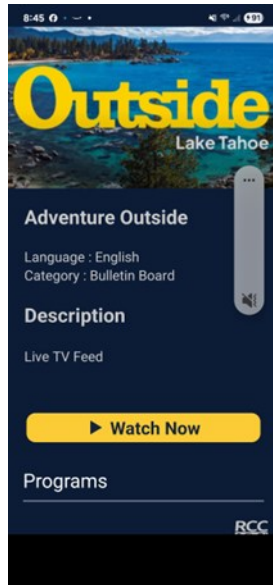 8:45
91
Outside
Lake Tahoe
Adventure Outside
Language : English
Category : Bulletin Board
Description
Live TV Feed
Watch Now
Programs
RCC